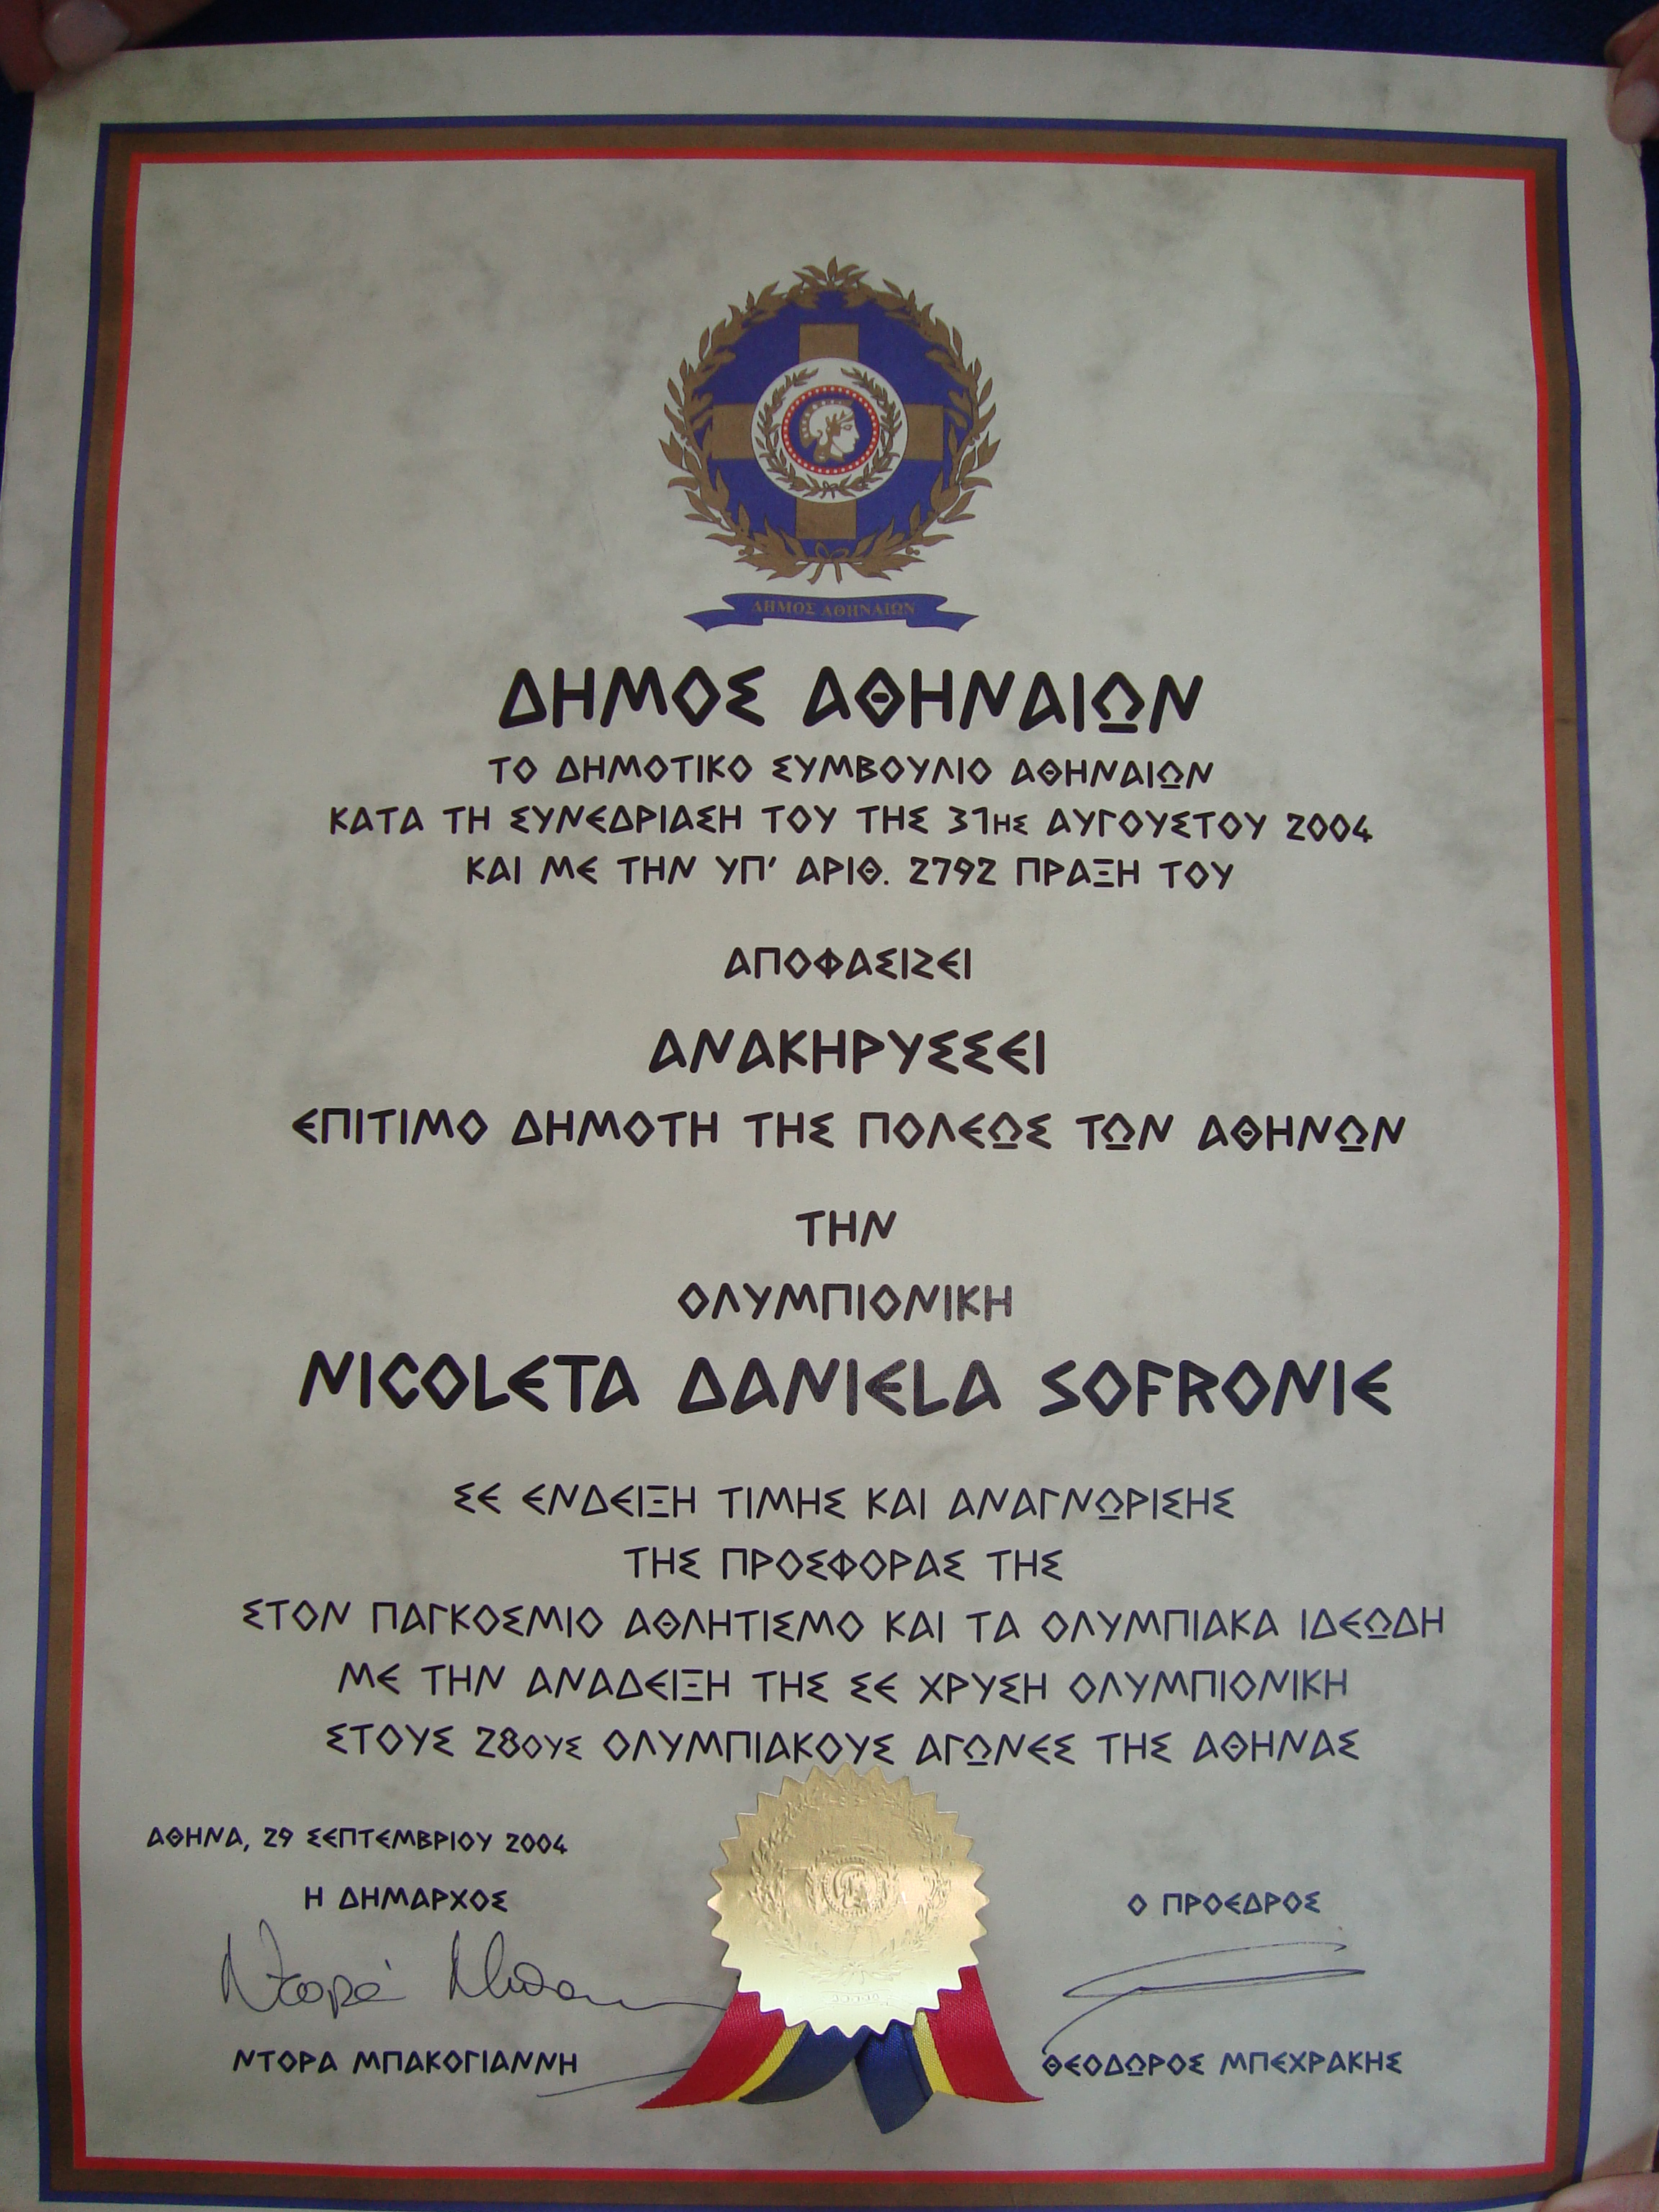 ΔΗΜΟΣ ΑΘΗΝΑΙΩΝ
ΔΗΜΟΣ ΑΘΗΝΑΙΩΝ
ΤΟ ΔΗΜΟΤΙΚΟ ΣΥΜΒΟΥΛΙΟ ΑΘΗΝΑΙΩΝ
ΚΑΤΑ ΤΗ ΣΥΝΕΔΡΙΑΣΗ ΤΟΥ ΤΗΣ 31ΗΣ ΑΥΓΟΥΣΤΟΥ 2004
ΚΑΙ ΜΕ ΤΗΝ ΥΠ' ΑΡΙΘ. 2792 ΠΡΑΞΗ ΤΟΥ
ΑΠΟΦΑΣΙΖΕΙ
ΑΝΑΚΗΡΥΣΣΕΙ
ΕΠΙΤΙΜΟ ΔΗΜΟΤΗ ΤΗΣ ΠΟΛΕΩΣ ΤΩΝ ΑΘΗΝΩΝ
ΤΗΝ
ΟΛΥΜΠΙΟΝΙΚΗ
NICOLETA DANIELA SOFRONIE
ΣΕ ΕΝΔΕΙΞΗ ΤΙΜΗΣ ΚΑΙ ΑΝΑΓΝΩΡΙΣΗΣ
ΤΗΣ ΠΡΟΣΦΟΡΑΣ ΤΗΣ
ΣΤΟΝ ΠΑΓΚΟΣΜΙΟ ΑΘΛΗΤΙΣΜΟ ΚΑΙ ΤΑ ΟΛΥΜΠΙΑΚΑ ΙΔΕΩΔΗ
ΜΕ ΤΗΝ ΑΝΑΔΕΙΞΗ ΤΗΣ ΣΕ ΧΡΥΣΗ ΟΛΥΜΠΙΟΝΙΚΗ
ΣΤΟΥΣ 28ΟΥΣ ΟΛΥΜΠΙΑΚΟΥΣ ΑΓΩΝΕΣ ΤΗΣ ΑΘΗΝΑΣ
ΑΘΗΝΑ, 29 ΣΕΠΤΕΜΒΡΙΟΥ 2004
Η ΔΗΜΑΡΧΟΣ
Ντορα
ΝΤΟΡΑ ΜΠΑΚΟΓΙΑΝΝΗ
Ο ΠΡΟΕΔΡΟΣ
ΘΕΟΔΩΡΟΣ ΜΠΕΧΡΑΚΗΣ